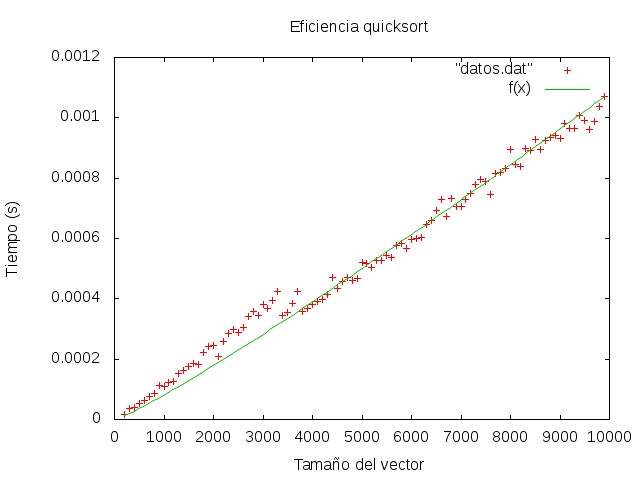 Eficiencia quicksort
0.0012
0.001
0.0008
0.0006
0.0004
0.0002
0
Tiempo (s)
"datos.dat"
f(x)
0 1000 2000 3000 4000 5000 6000 7000 8000 9000 10000
Tamaño del vector